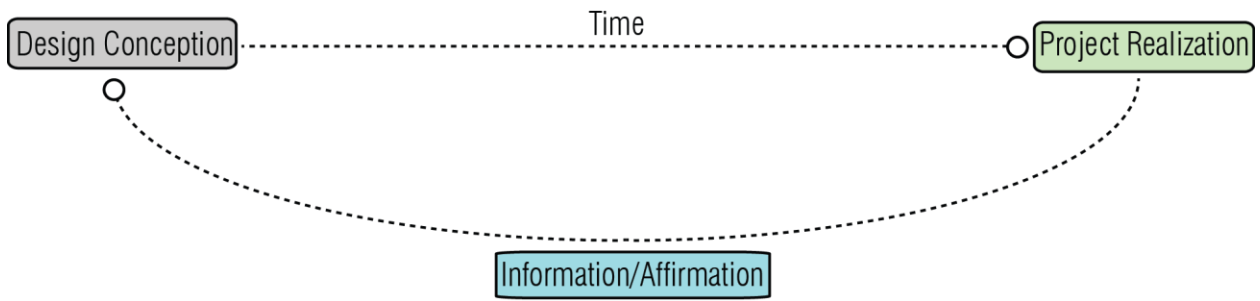 Time
Design Conception
Project Realization
Information/Affirmation